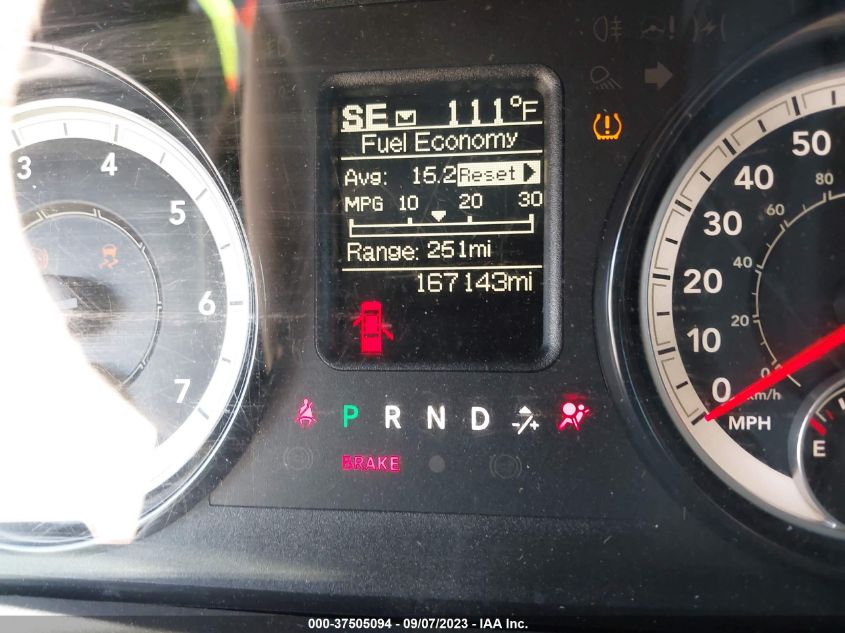 SE 111°F
Fuel Economy
Avg: 15.2 Reset
MPG 10 20 30
Range: 251mi
167143mi
P R N D
BRAKE
3 4 5 6 7
50
40
30
20
10
0
MPH
80
60
40
20
0
km/h
E
000-37505094 - 09/07/2023 - IAA Inc.